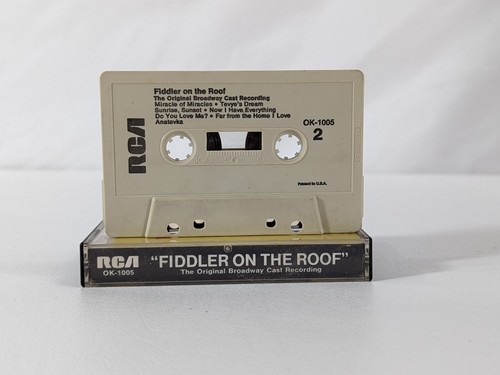 Fiddler on the Roof
The Original Broadway Cast Recording
Miracle of Miracles • Tevye's Dream
Sunrise, Sunset • Now I Have Everything
Do You Love Me? • Far from the Home I Love
Anatevka
OK-1005
2
RCA
Printed in U.S.A.
RCA
OK-1005
"FIDDLER ON THE ROOF"
The Original Broadway Cast Recording